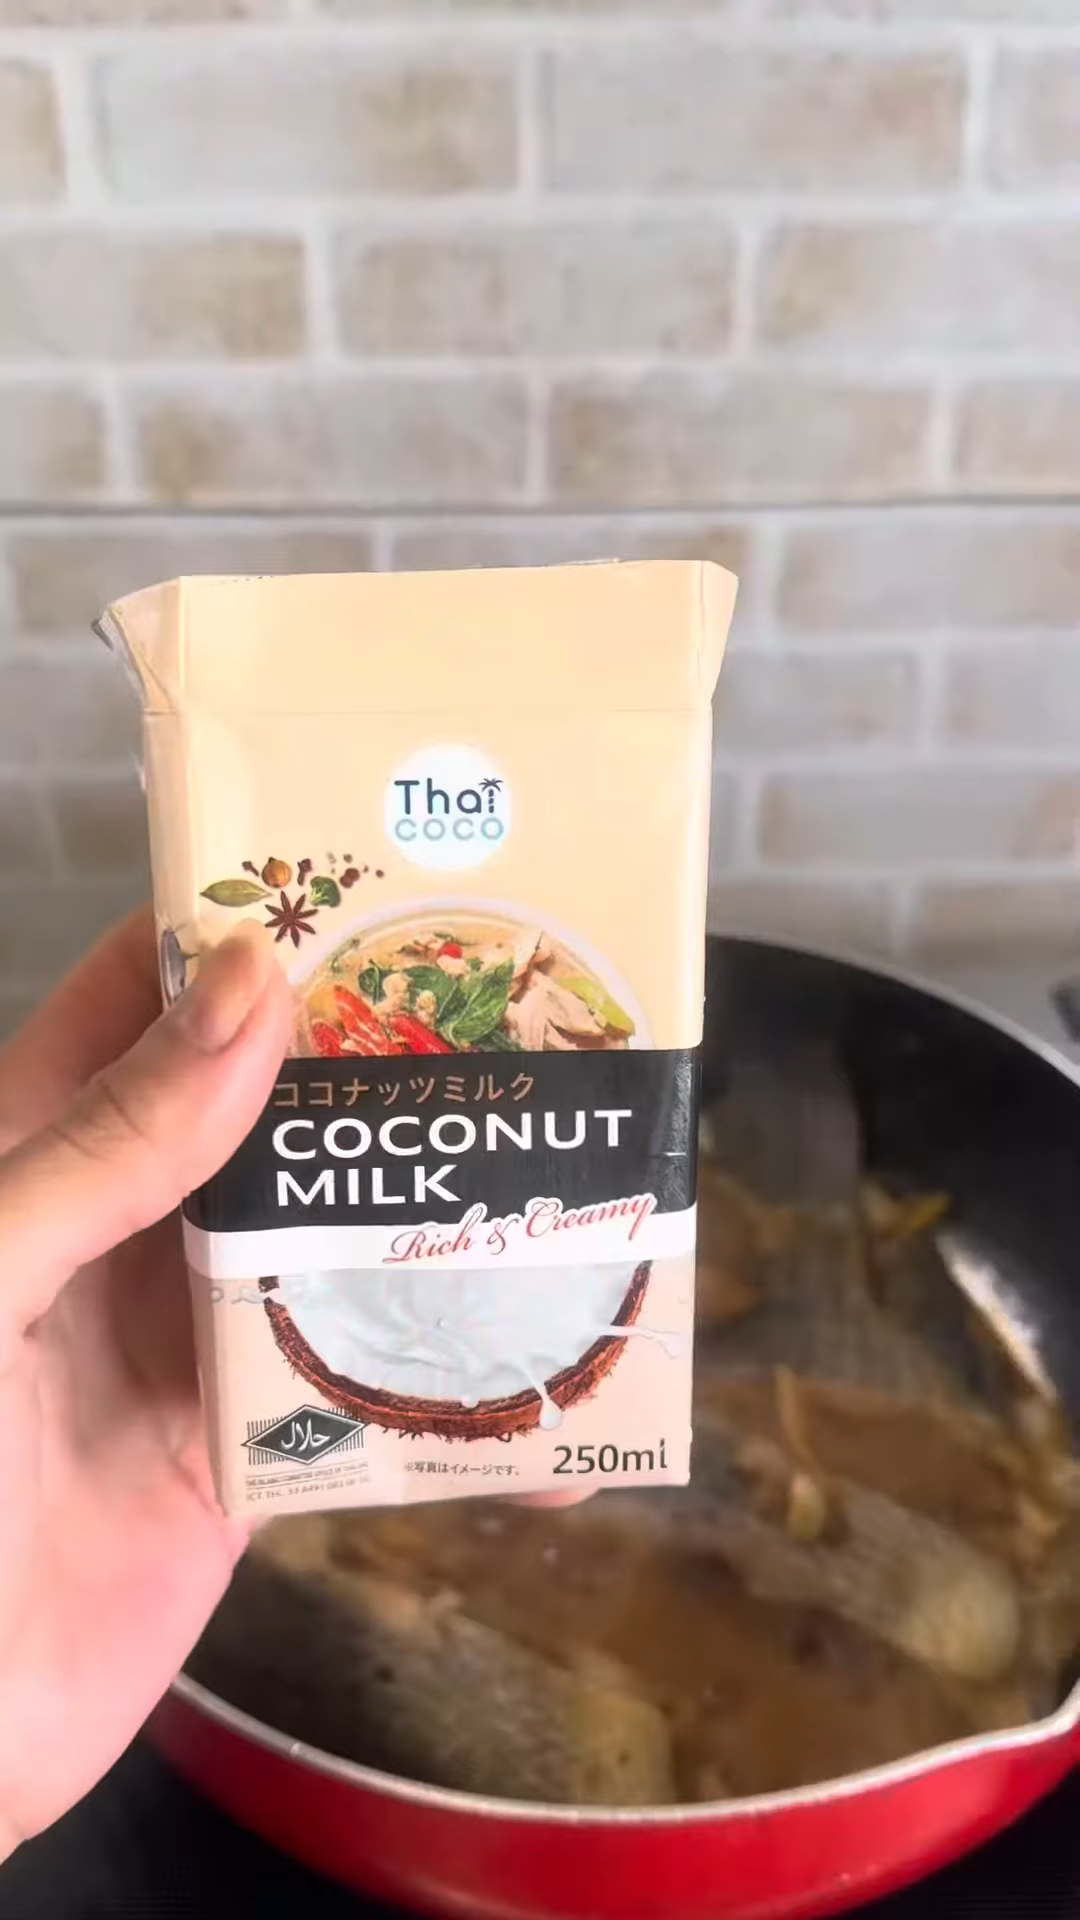 Thai
COCO
ココナッツミルク
COCONUT
MILK
Rich & Creamy
حلال
※写真はイメージです。
250ml